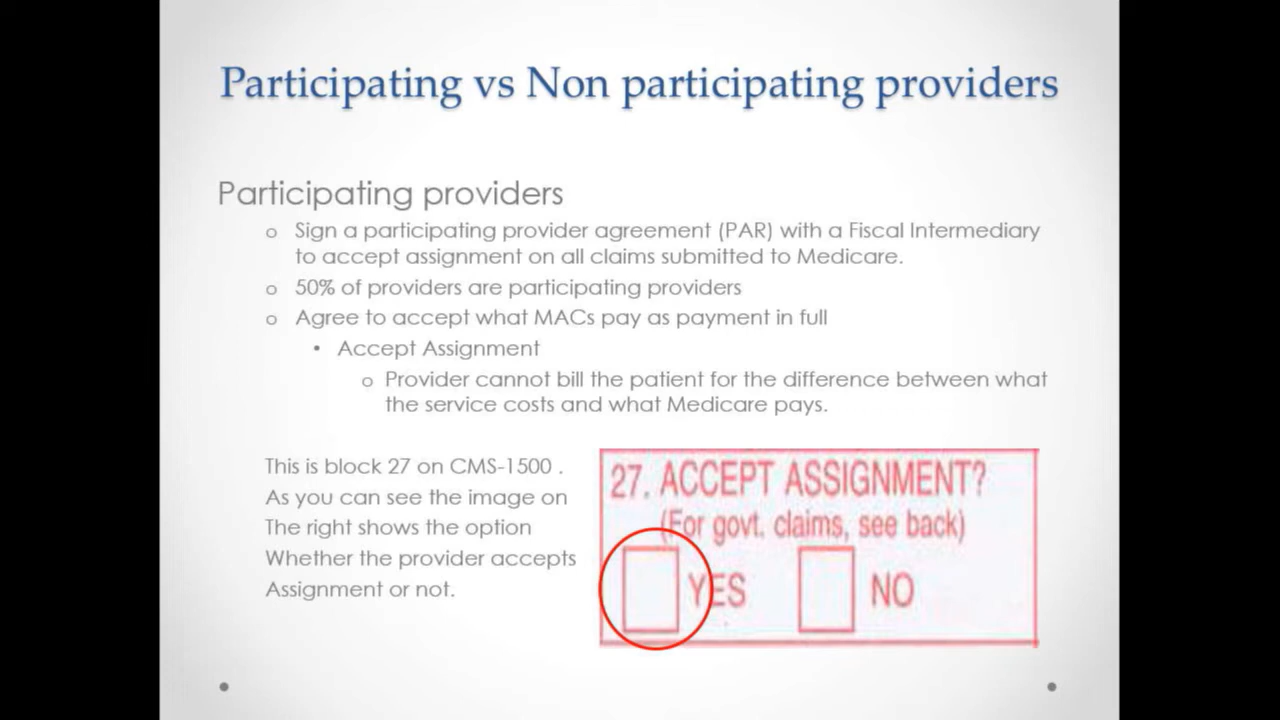 Participating vs Non participating providers
Participating providers
o Sign a participating provider agreement (PAR) with a Fiscal Intermediary
to accept assignment on all claims submitted to Medicare.
o 50% of providers are participating providers
o Agree to accept what MACs pay as payment in full
• Accept Assignment
o Provider cannot bill the patient for the difference between what
the service costs and what Medicare pays.
This is block 27 on CMS-1500 .
As you can see the image on
The right shows the option
Whether the provider accepts
Assignment or not.
27. ACCEPT ASSIGNMENT?
(For govt. claims, see back)
YES NO